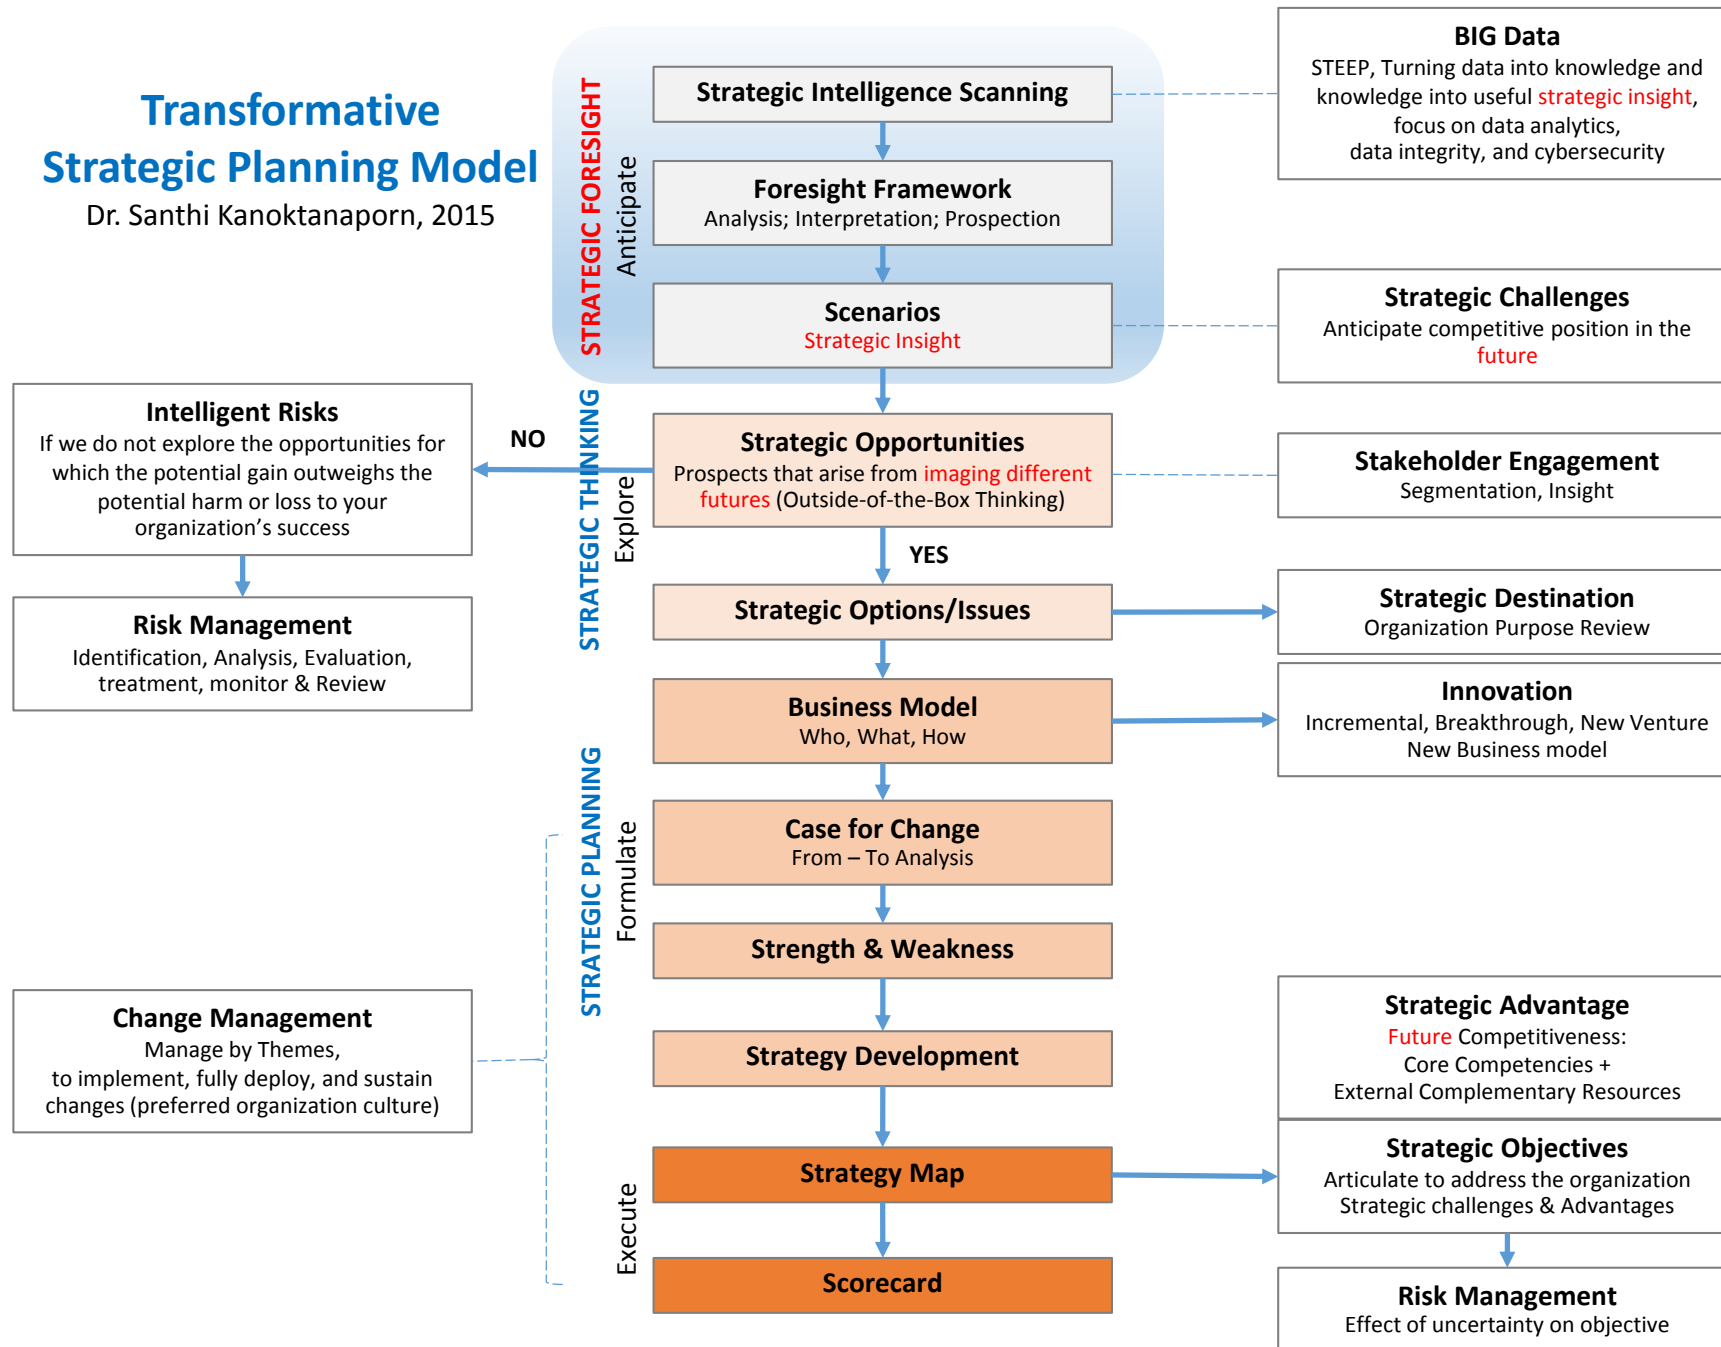 Transformative
Strategic Planning Model
Dr. Santhi Kanoktanaporn, 2015
STRATEGIC FORESIGHT
Anticipate
Strategic Intelligence Scanning
Foresight Framework
Analysis; Interpretation; Prospection
Scenarios
Strategic Insight
BIG Data
STEEP, Turning data into knowledge and
knowledge into useful strategic insight,
focus on data analytics,
data integrity, and cybersecurity
Strategic Challenges
Anticipate competitive position in the
future
STRATEGIC THINKING
Explore
Strategic Opportunities
Prospects that arise from imaging different
futures (Outside-of-the-Box Thinking)
NO
YES
Intelligent Risks
If we do not explore the opportunities for
which the potential gain outweighs the
potential harm or loss to your
organization’s success
Risk Management
Identification, Analysis, Evaluation,
treatment, monitor & Review
Stakeholder Engagement
Segmentation, Insight
Strategic Options/Issues
Strategic Destination
Organization Purpose Review
STRATEGIC PLANNING
Formulate
Business Model
Who, What, How
Innovation
Incremental, Breakthrough, New Venture
New Business model
Case for Change
From – To Analysis
Strength & Weakness
Strategy Development
Change Management
Manage by Themes,
to implement, fully deploy, and sustain
changes (preferred organization culture)
Strategic Advantage
Future Competitiveness:
Core Competencies +
External Complementary Resources
Execute
Strategy Map
Strategic Objectives
Articulate to address the organization
Strategic challenges & Advantages
Scorecard
Risk Management
Effect of uncertainty on objective